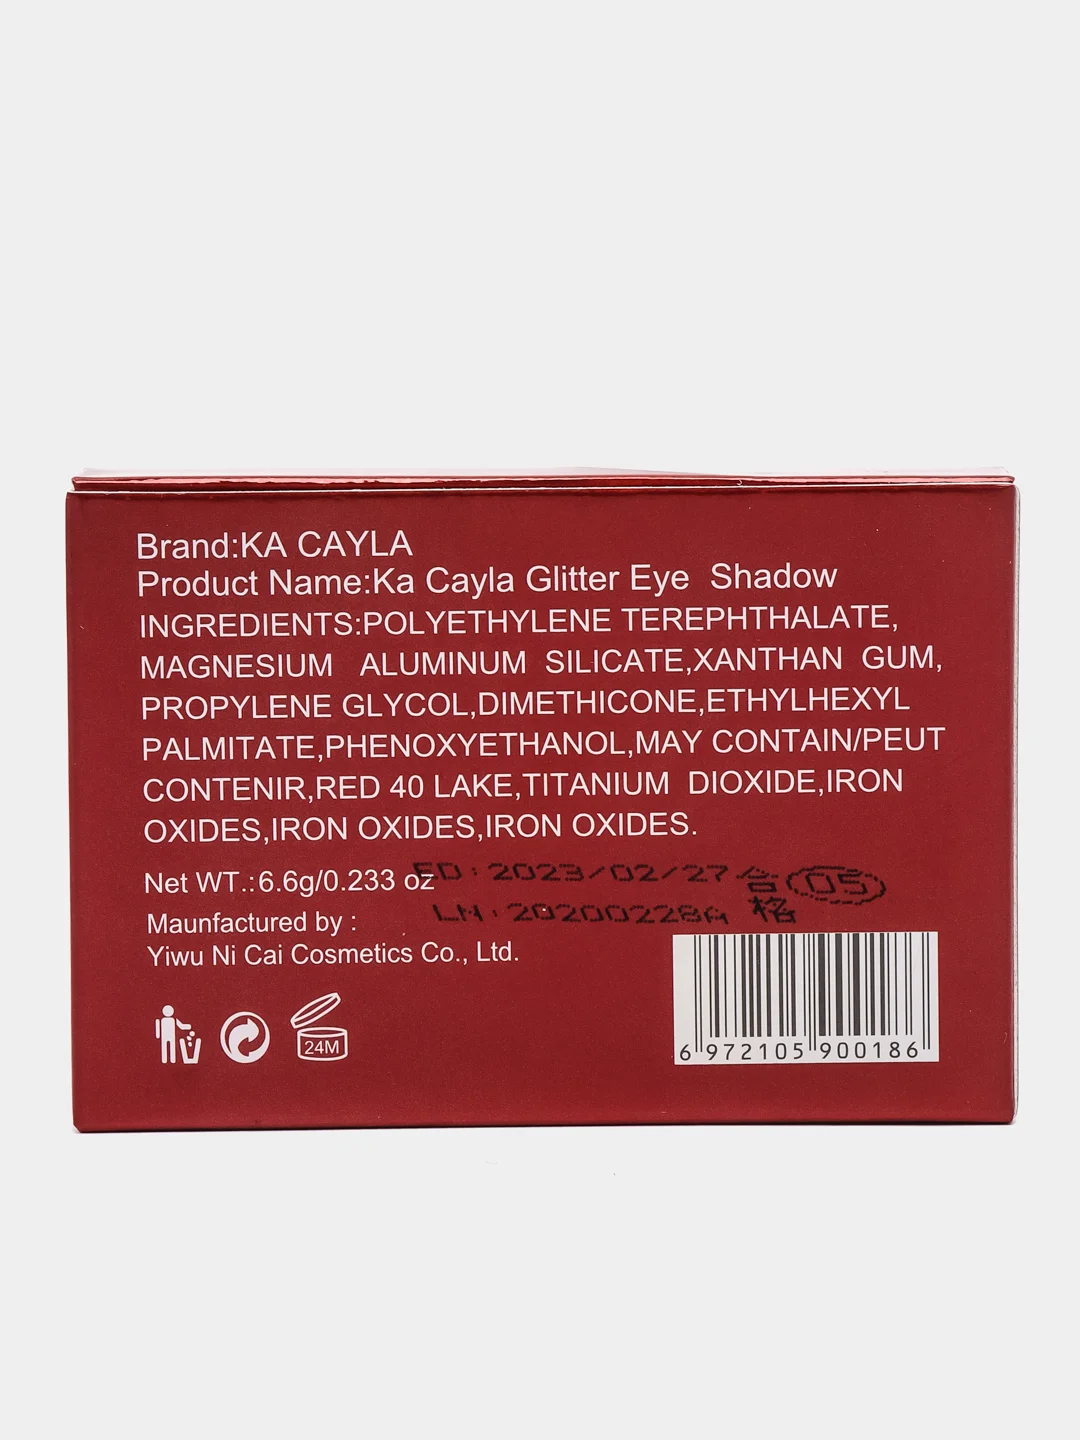 Brand:KA CAYLA
Product Name:Ka Cayla Glitter Eye Shadow
INGREDIENTS:POLYETHYLENE TEREPHTHALATE,
MAGNESIUM ALUMINUM SILICATE,XANTHAN GUM,
PROPYLENE GLYCOL,DIMETHICONE,ETHYLHEXYL
PALMITATE,PHENOXYETHANOL,MAY CONTAIN/PEUT
CONTENIR,RED 40 LAKE,TITANIUM DIOXIDE,IRON
OXIDES,IRON OXIDES,IRON OXIDES.
Net WT.:6.6g/0.233 oz
ED:2023/02/27 合格 05
LN:20200228A
Maunfactured by :
Yiwu Ni Cai Cosmetics Co., Ltd.
24M
6 972105 900186